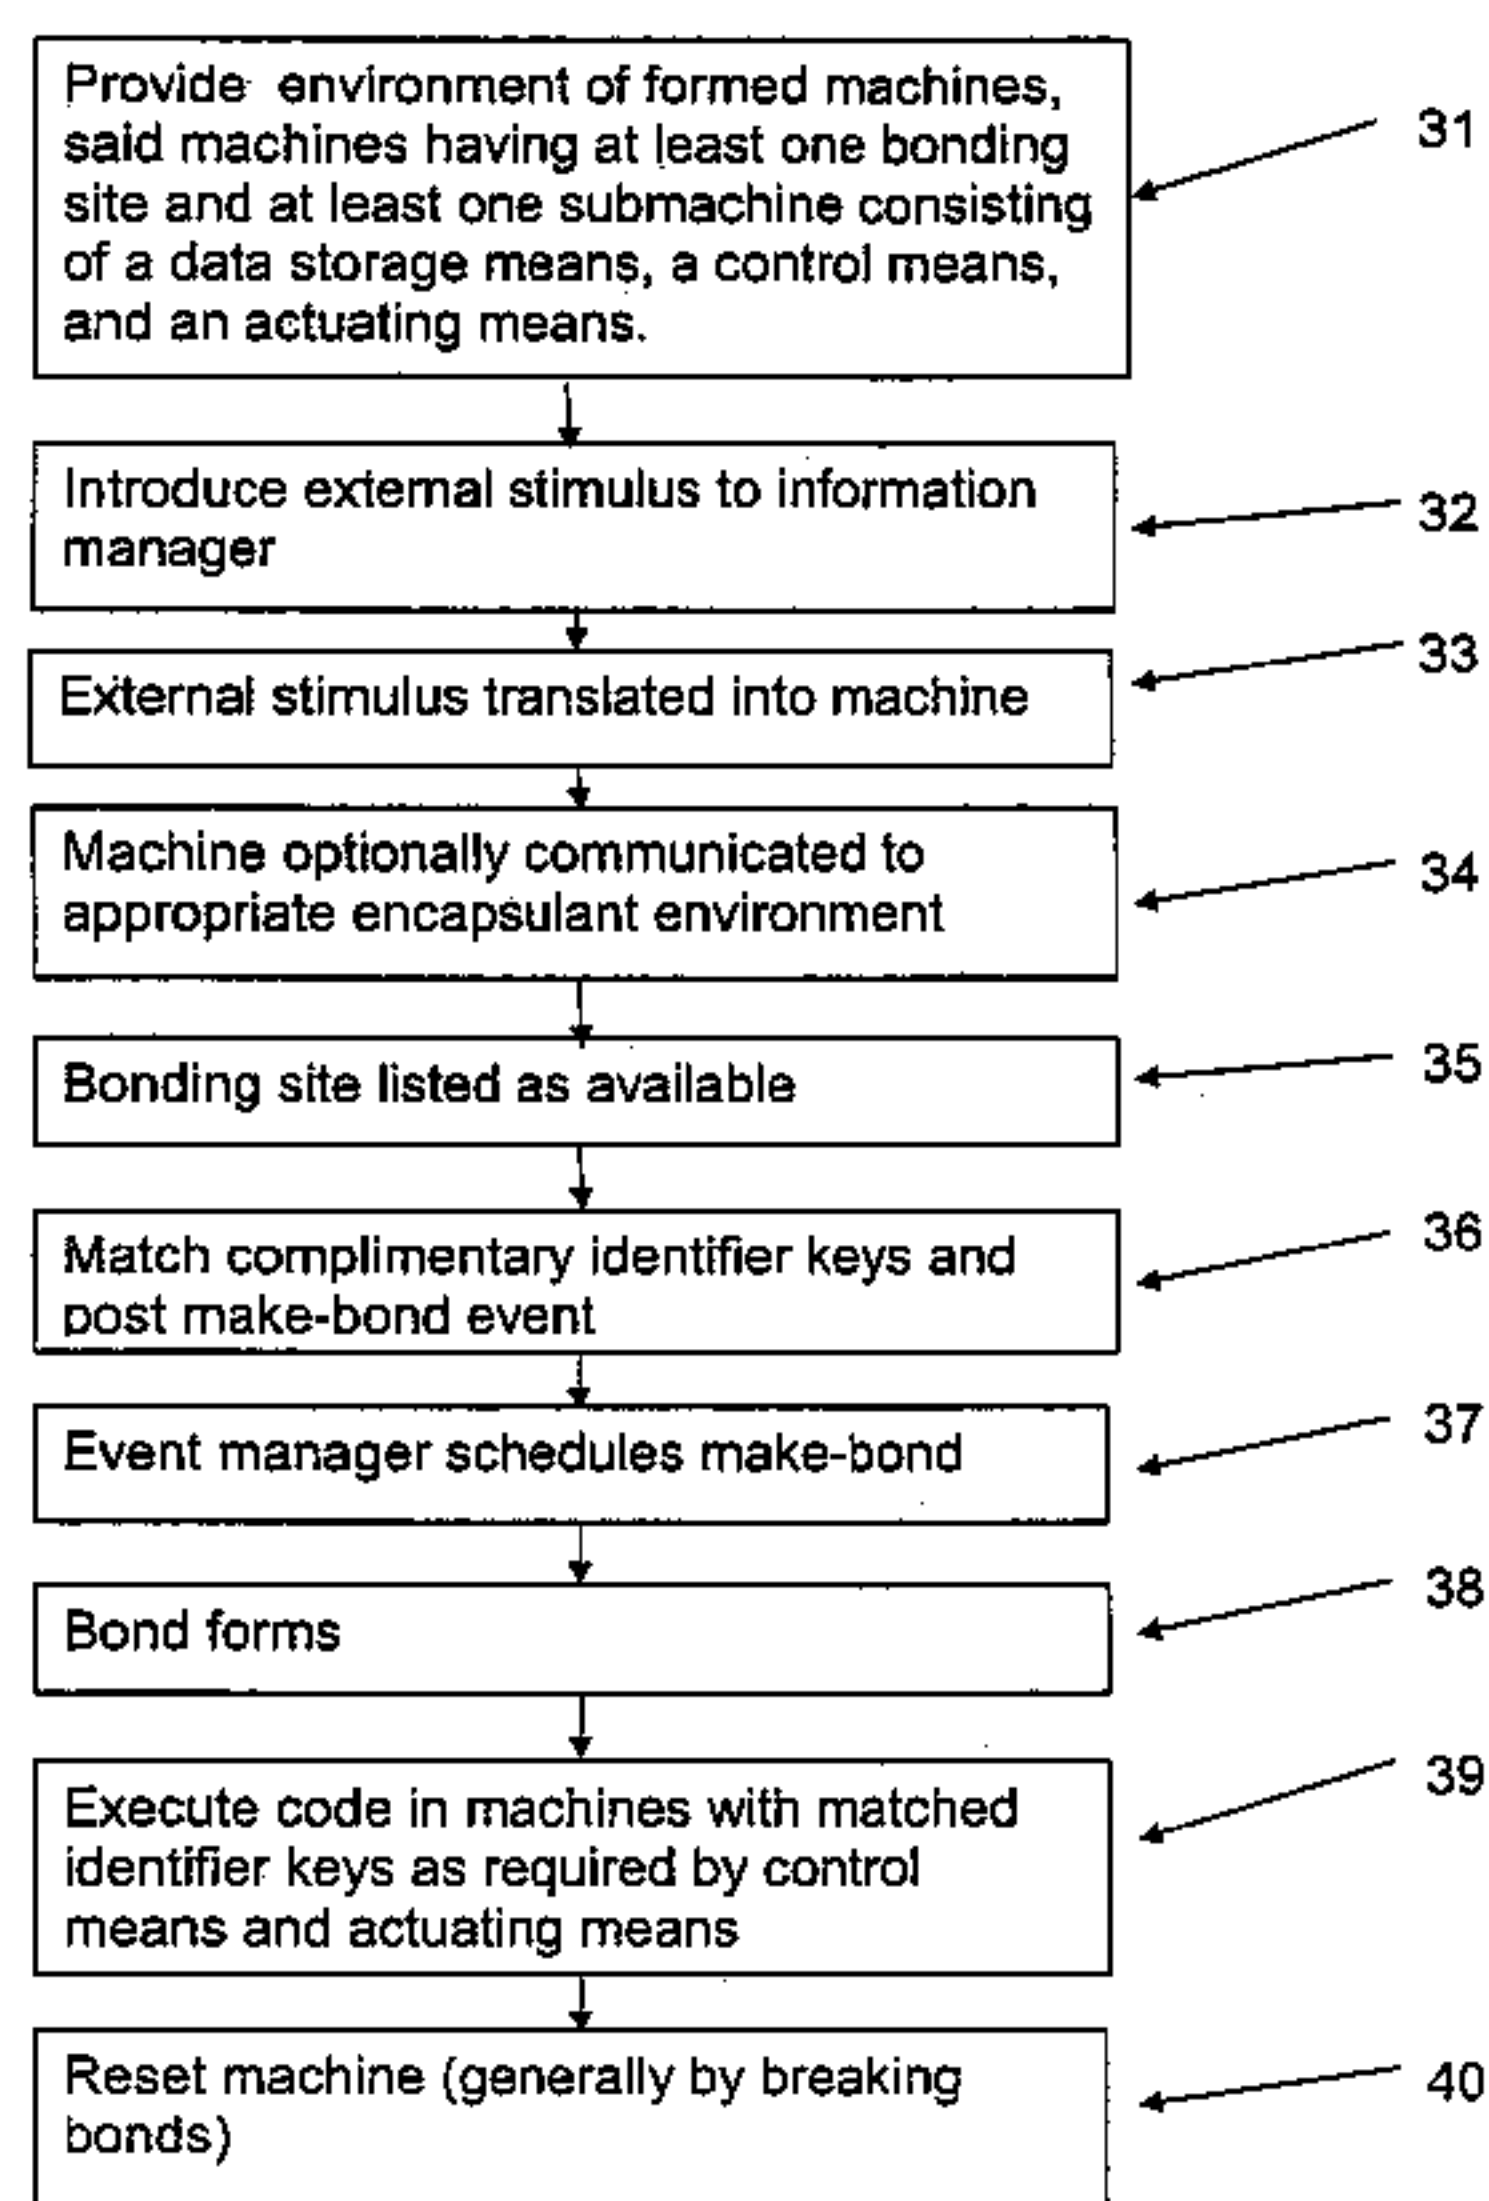 Provide environment of formed machines,
said machines having at least one bonding
site and at least one submachine consisting
of a data storage means, a control means,
and an actuating means.
31
Introduce external stimulus to information
manager
32
External stimulus translated into machine
33
Machine optionally communicated to
appropriate encapsulant environment
34
Bonding site listed as available
35
Match complimentary identifier keys and
post make-bond event
36
Event manager schedules make-bond
37
Bond forms
38
Execute code in machines with matched
identifier keys as required by control
means and actuating means
39
Reset machine (generally by breaking
bonds)
40